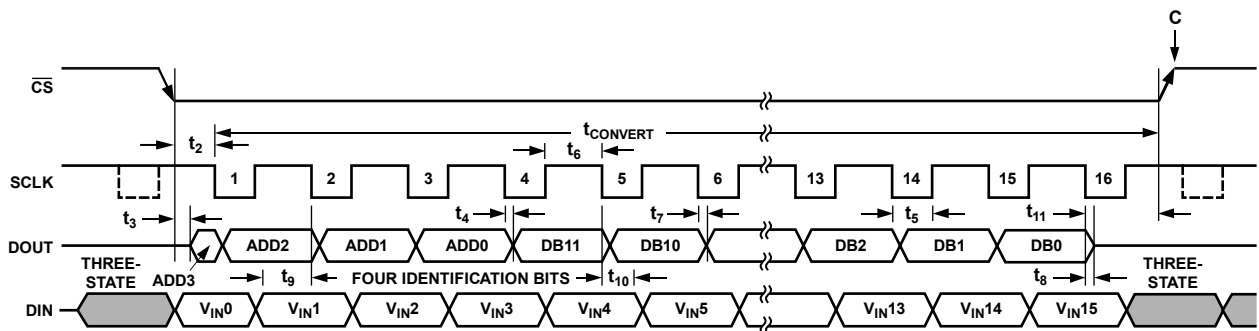 C
CS
t2
tCONVERT
t6
SCLK
1 2 3 4 5 6 13 14 15 16
t3 t4 t7 t5 t11
DOUT
ADD2 ADD1 ADD0 DB11 DB10 DB2 DB1 DB0
THREE-
STATE
ADD3
t9
FOUR IDENTIFICATION BITS
t10
t8
THREE-
STATE
DIN
VIN0 VIN1 VIN2 VIN3 VIN4 VIN5 VIN13 VIN14 VIN15